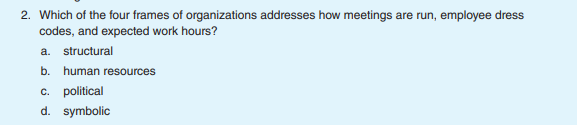 2. Which of the four frames of organizations addresses how meetings are run, employee dress
codes, and expected work hours?
a. structural
b. human resources
c. political
d. symbolic